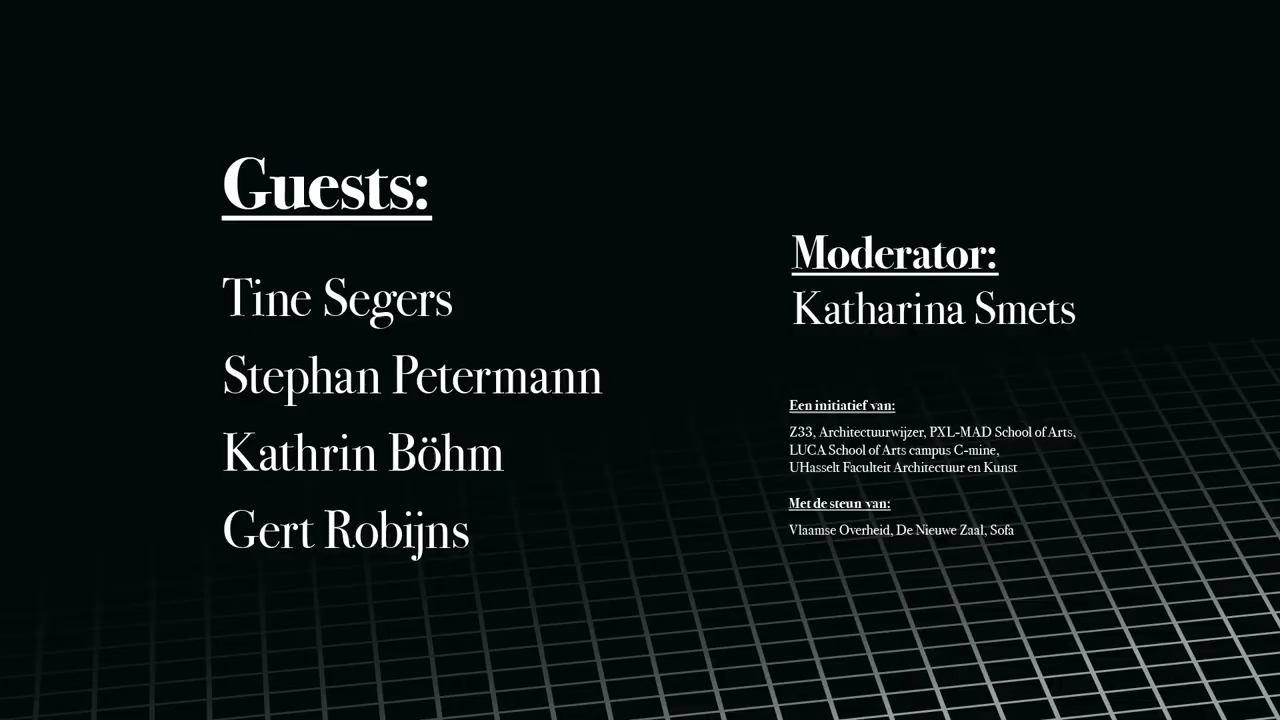 Guests:
Tine Segers
Stephan Petermann
Kathrin Böhm
Gert Robijns
Moderator:
Katharina Smets
Een initiatief van:
Z33, Architectuurwijzer, PXL-MAD School of Arts,
LUCA School of Arts campus C-mine,
UHasselt Faculteit Architectuur en Kunst
Met de steun van:
Vlaamse Overheid, De Nieuwe Zaal, Sofa